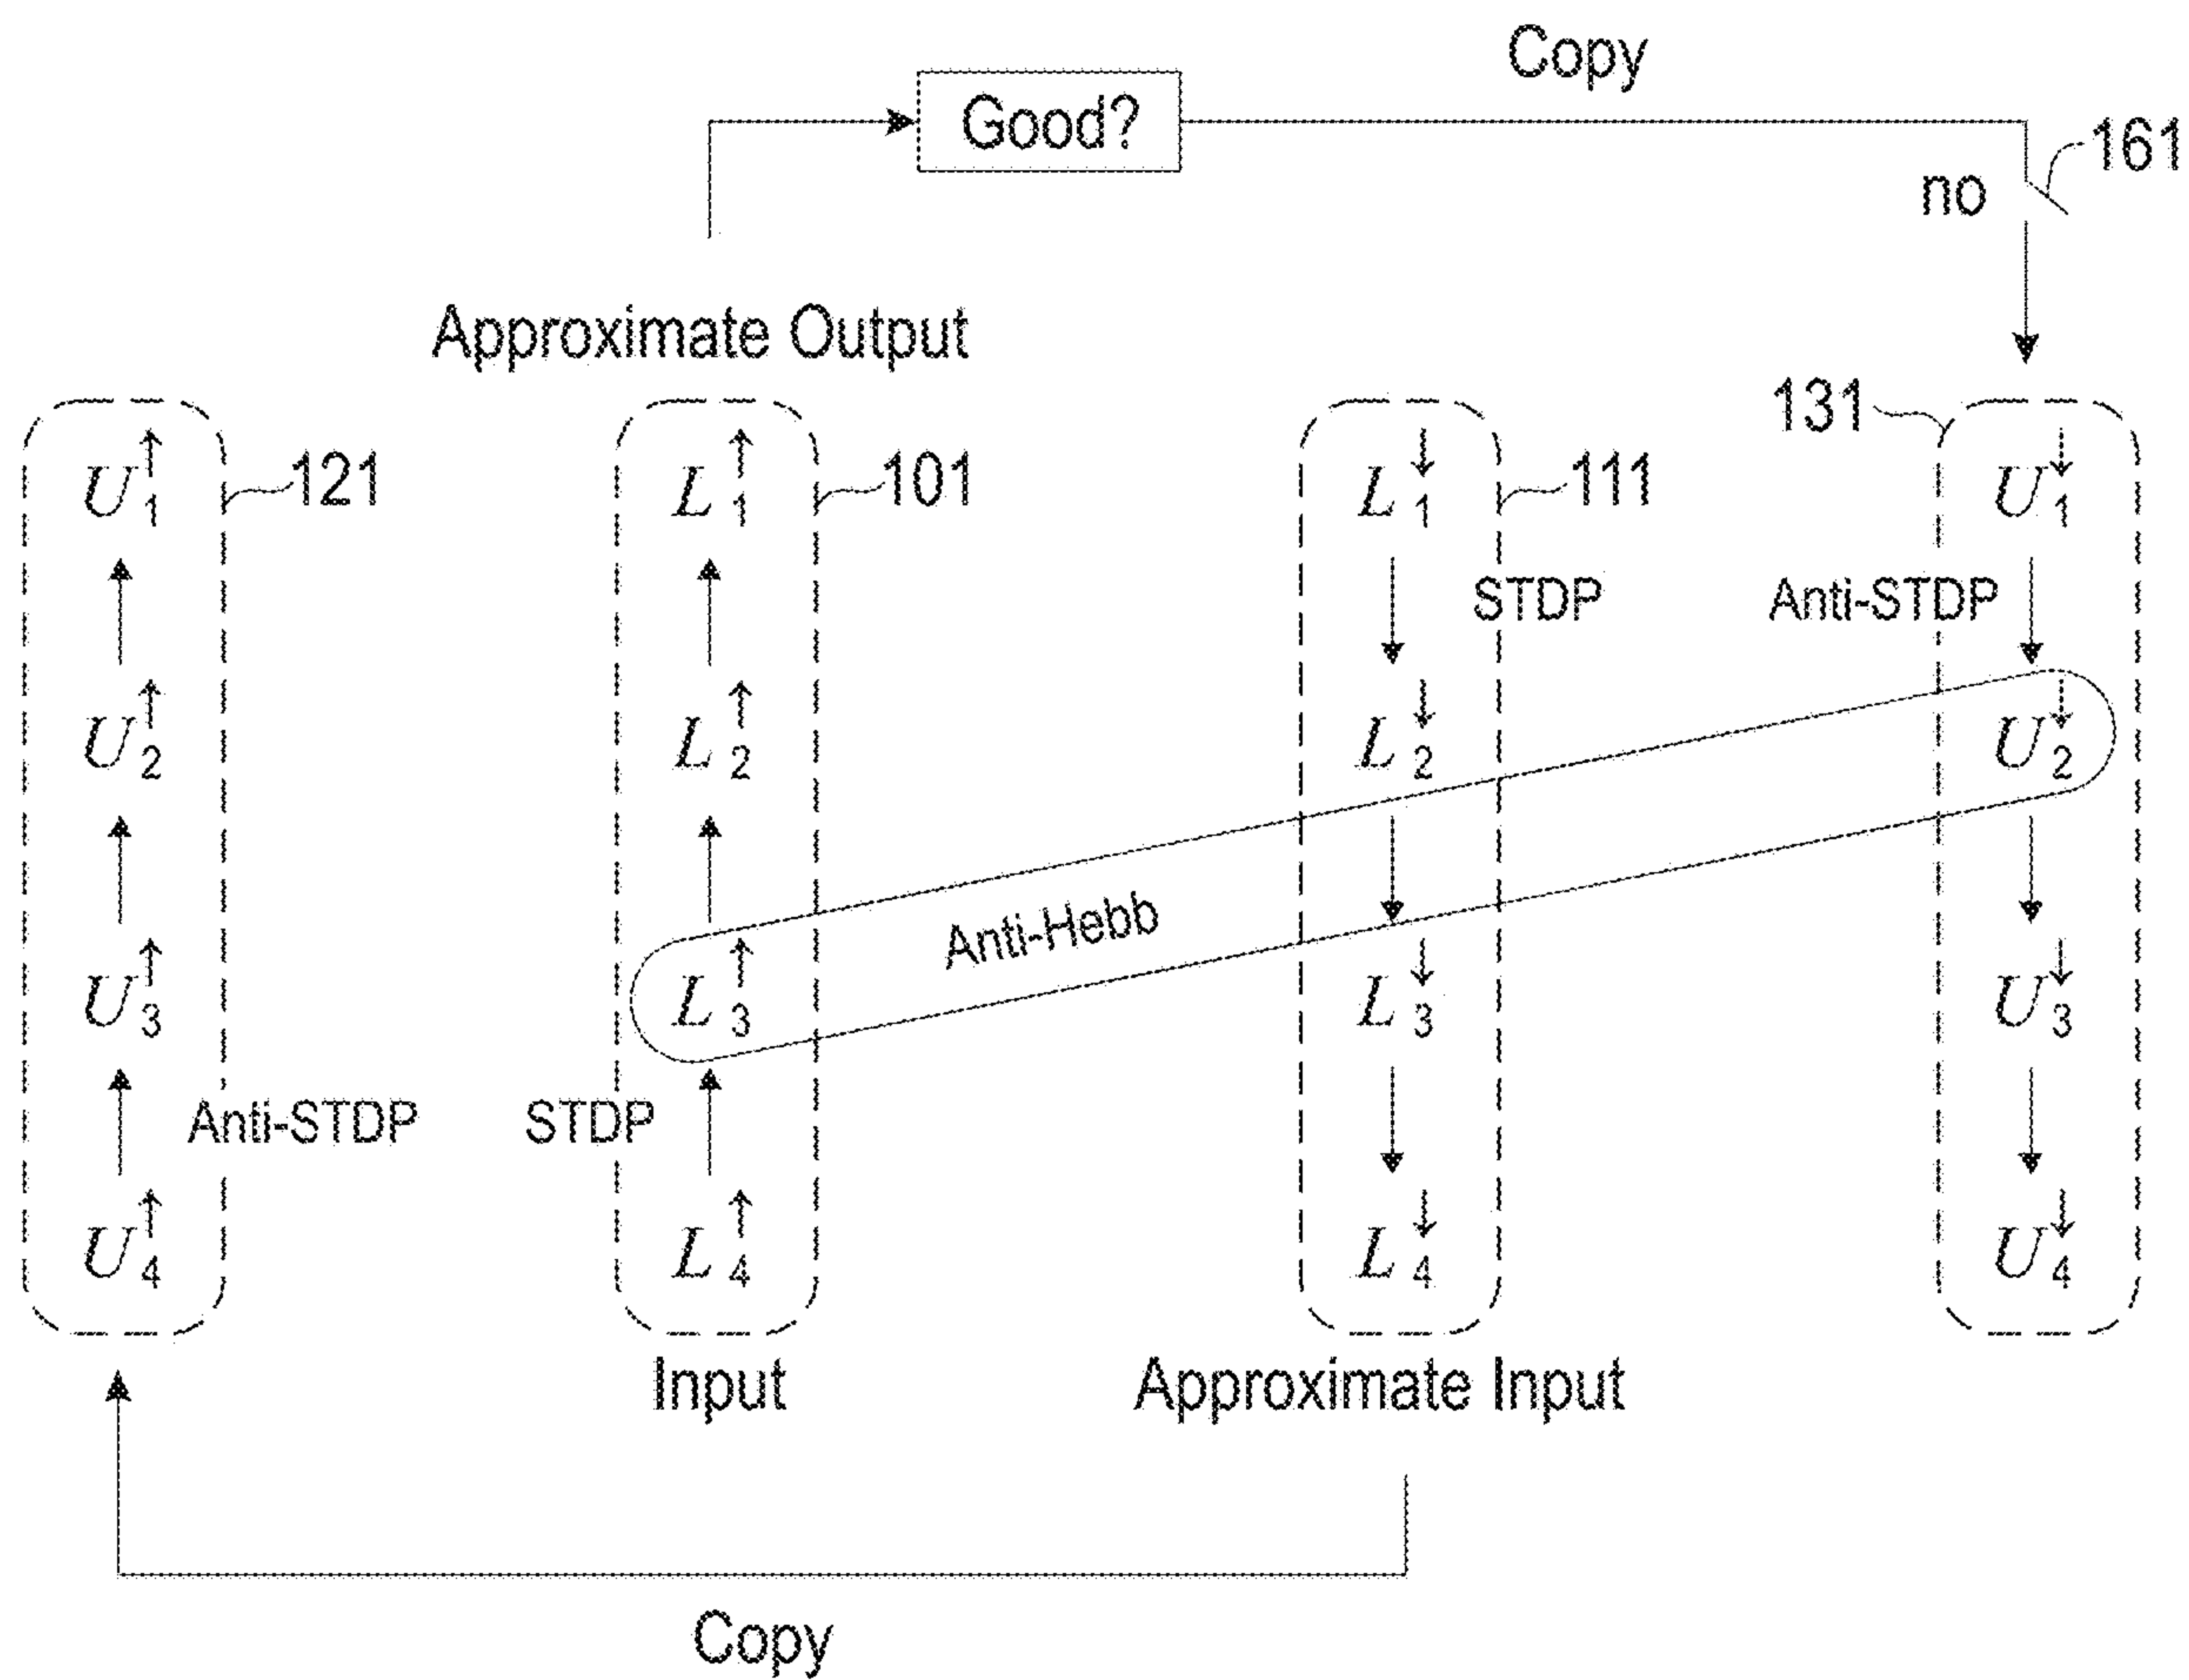 Copy
Good?
161
no
Approximate Output
131
U↑1
121
L↑1
101
L↓1
111
U↓1
STDP
Anti-STDP
U↑2
L↑2
L↓2
U↓2
Anti-Hebb
U↑3
L↑3
L↓3
U↓3
Anti-STDP
STDP
U↑4
L↑4
L↓4
U↓4
Input
Approximate Input
Copy